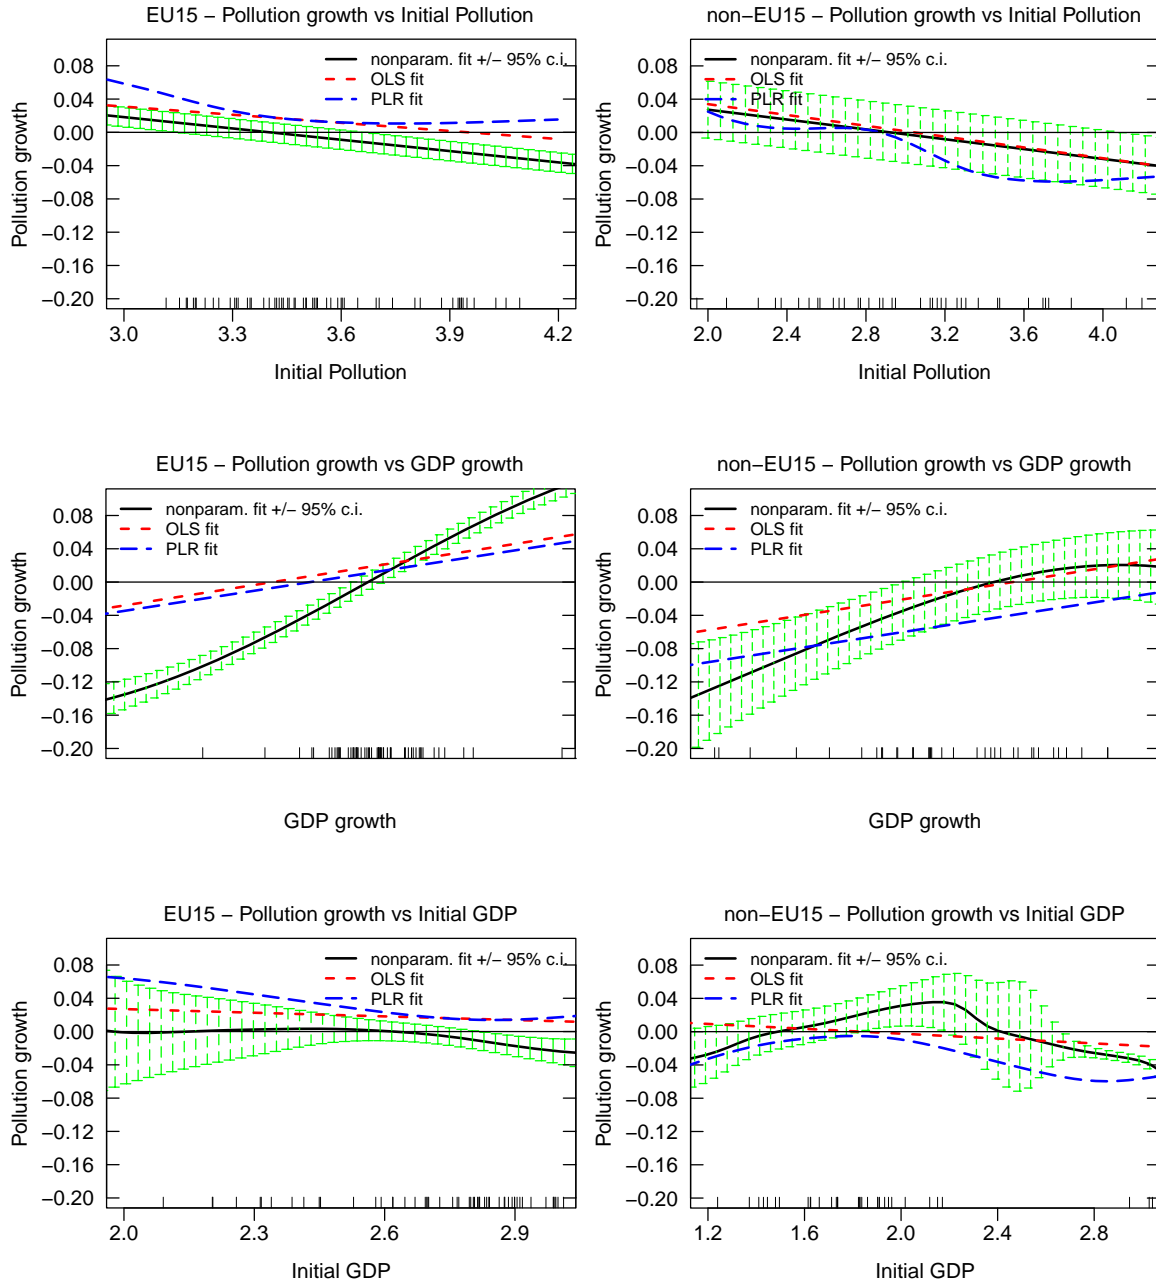 EU15 − Pollution growth vs Initial Pollution
nonparam. fit +/− 95% c.i.
OLS fit
PLR fit
Pollution growth
0.08
0.04
0.00
−0.04
−0.08
−0.12
−0.16
−0.20
3.0 3.3 3.6 3.9 4.2
Initial Pollution
non−EU15 − Pollution growth vs Initial Pollution
nonparam. fit +/− 95% c.i.
OLS fit
PLR fit
Pollution growth
0.08
0.04
0.00
−0.04
−0.08
−0.12
−0.16
−0.20
2.0 2.4 2.8 3.2 3.6 4.0
Initial Pollution
EU15 − Pollution growth vs GDP growth
nonparam. fit +/− 95% c.i.
OLS fit
PLR fit
Pollution growth
0.08
0.04
0.00
−0.04
−0.08
−0.12
−0.16
−0.20
GDP growth
non−EU15 − Pollution growth vs GDP growth
nonparam. fit +/− 95% c.i.
OLS fit
PLR fit
Pollution growth
0.08
0.04
0.00
−0.04
−0.08
−0.12
−0.16
−0.20
GDP growth
EU15 − Pollution growth vs Initial GDP
nonparam. fit +/− 95% c.i.
OLS fit
PLR fit
Pollution growth
0.08
0.04
0.00
−0.04
−0.08
−0.12
−0.16
−0.20
2.0 2.3 2.6 2.9
Initial GDP
non−EU15 − Pollution growth vs Initial GDP
nonparam. fit +/− 95% c.i.
OLS fit
PLR fit
Pollution growth
0.08
0.04
0.00
−0.04
−0.08
−0.12
−0.16
−0.20
1.2 1.6 2.0 2.4 2.8
Initial GDP